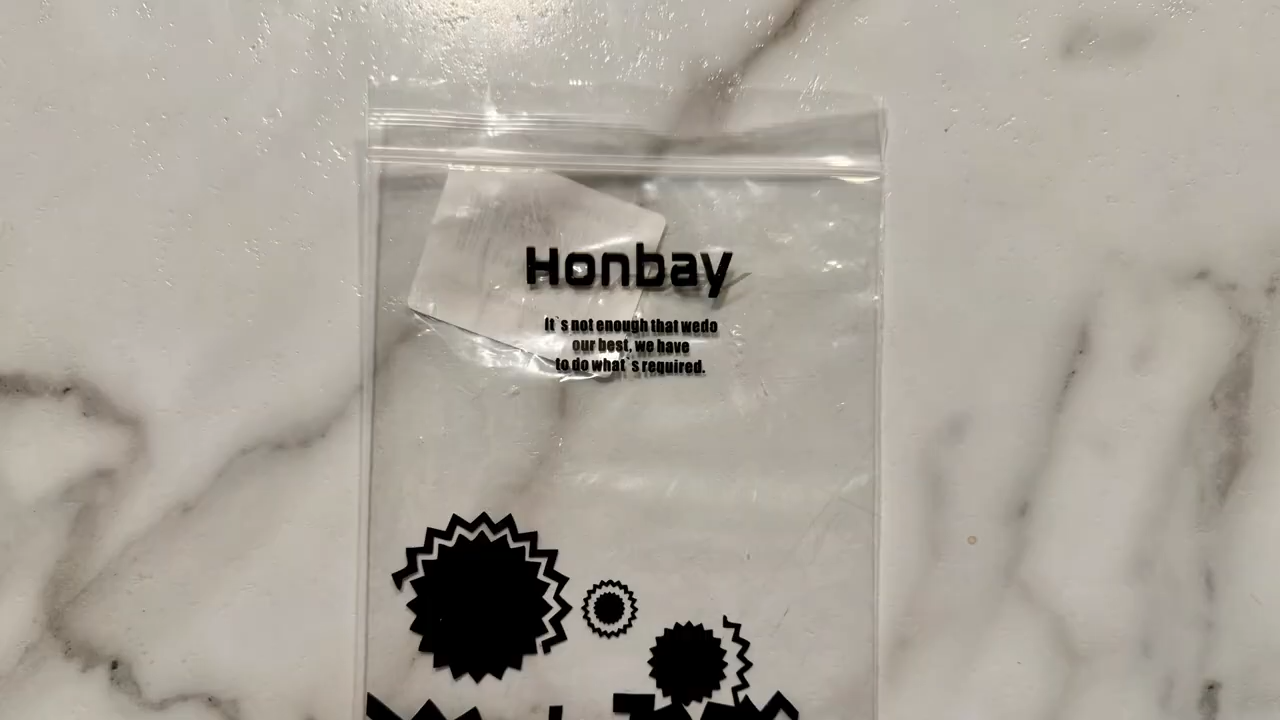 Honbay
It`s not enough that wedo
our best, we have
to do what`s required.